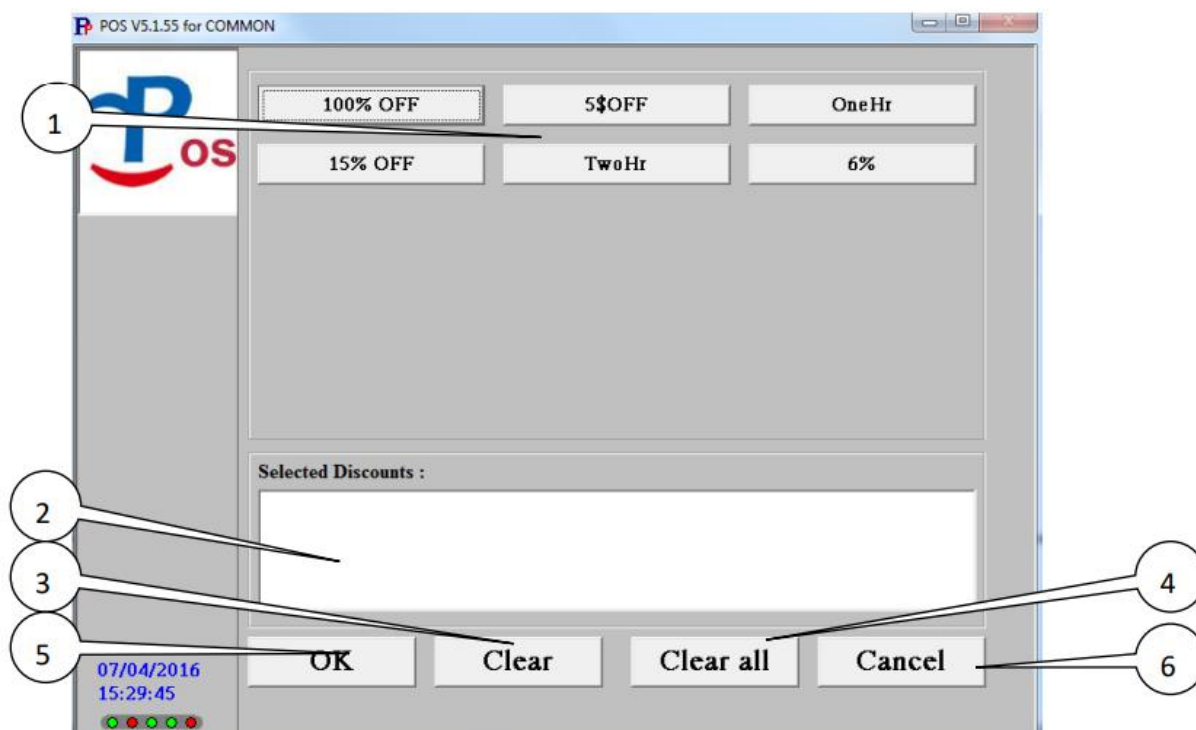 POS V5.1.55 for COMMON
Pos
1
100% OFF
5$OFF
OneHr
15% OFF
TwoHr
6%
Selected Discounts :
2
3
4
5
OK
Clear
Clear all
Cancel
6
07/04/2016
15:29:45